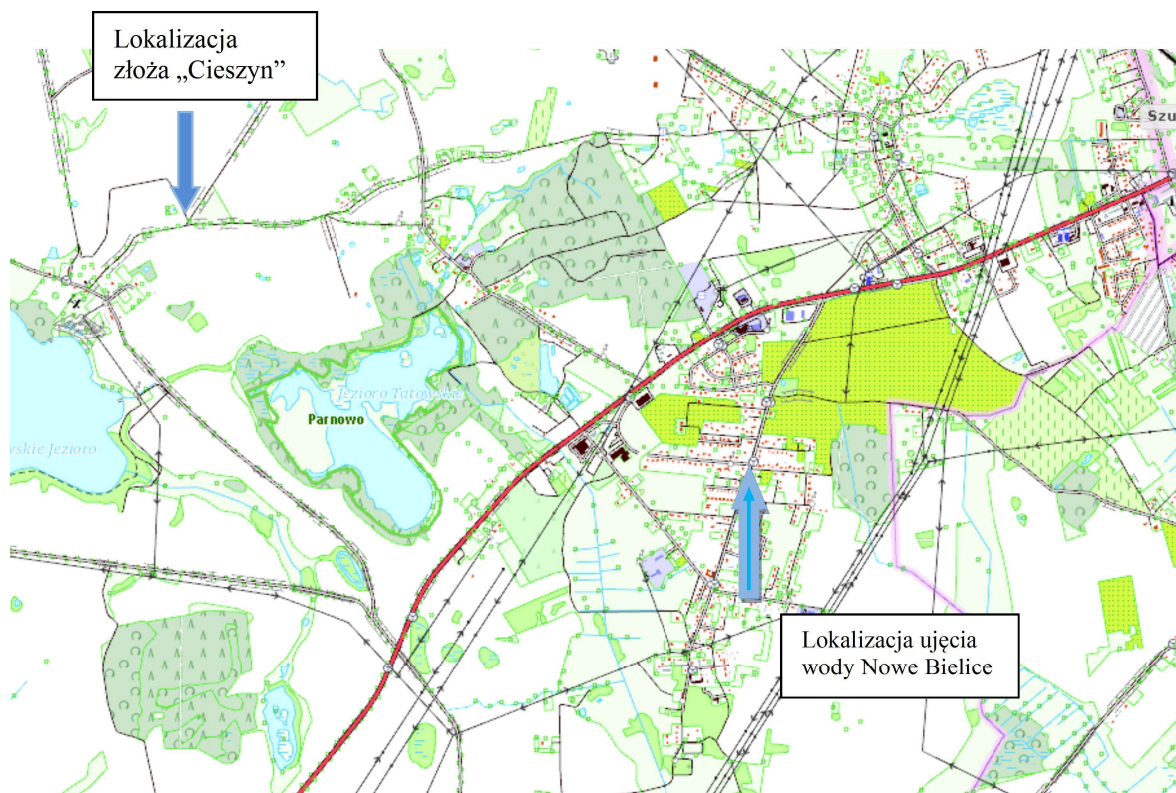 Lokalizacja
złoża „Cieszyn”
Szu
Jezioro Tatowskie
Parnowo
wskie Jezioro
Lokalizacja ujęcia
wody Nowe Bielice